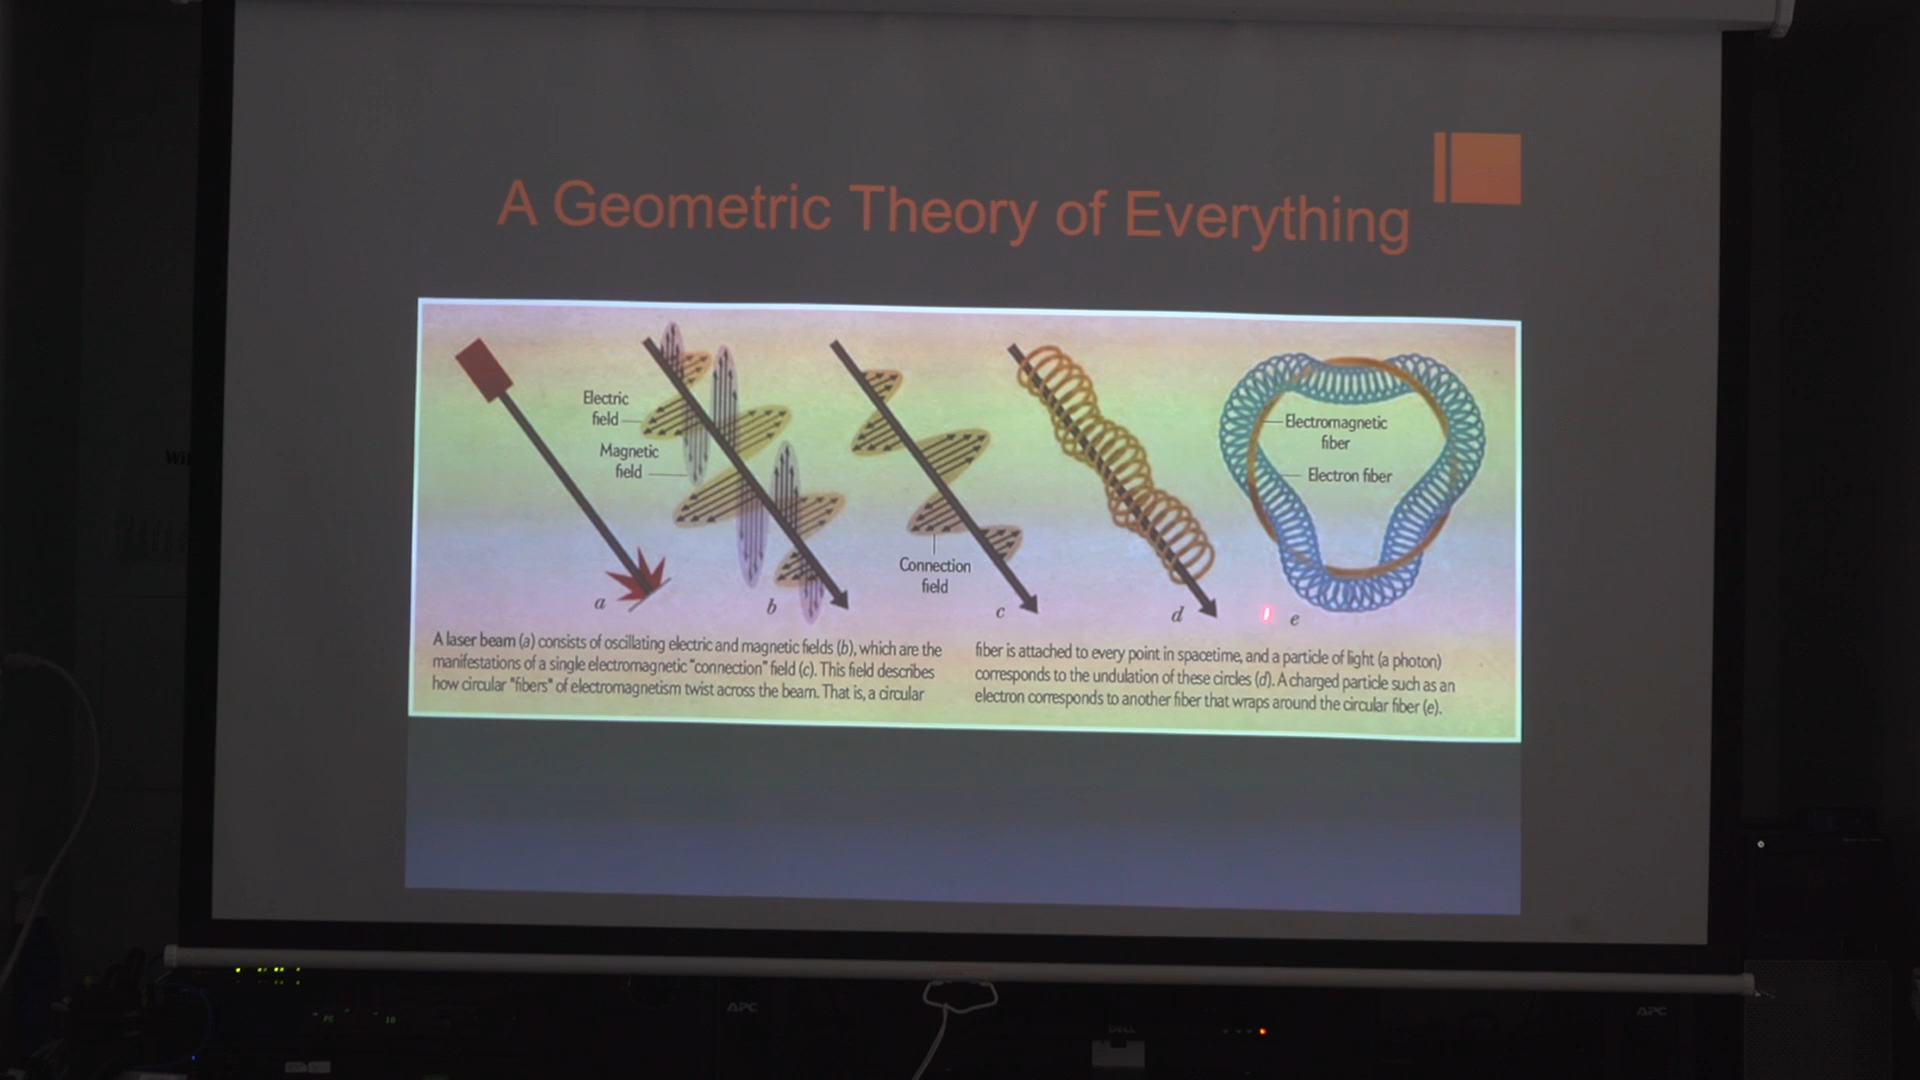 A Geometric Theory of Everything
Electric
field
Magnetic
field
Connection
field
Electromagnetic
fiber
Electron fiber
a
b
c
d
e
A laser beam (a) consists of oscillating electric and magnetic fields (b), which are the
manifestations of a single electromagnetic "connection" field (c). This field describes
how circular "fibers" of electromagnetism twist across the beam. That is, a circular
fiber is attached to every point in spacetime, and a particle of light (a photon)
corresponds to the undulation of these circles (d). A charged particle such as an
electron corresponds to another fiber that wraps around the circular fiber (e).
APC
DELL
APC